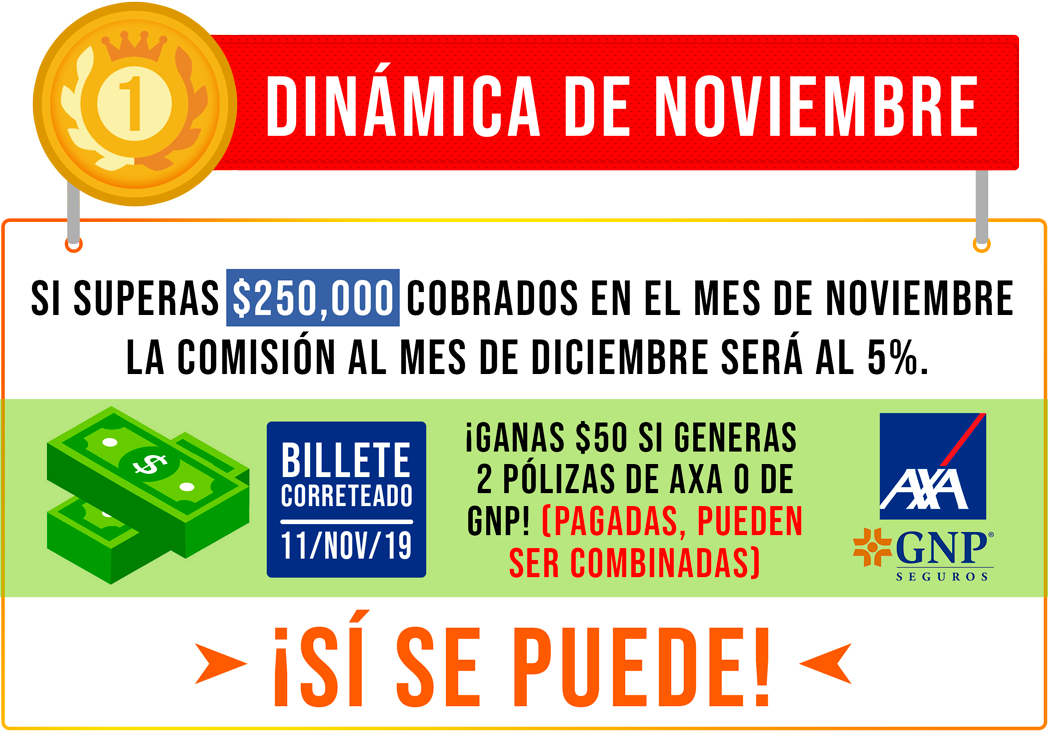 1
DINÁMICA DE NOVIEMBRE
SI SUPERAS $250,000 COBRADOS EN EL MES DE NOVIEMBRE
LA COMISIÓN AL MES DE DICIEMBRE SERÁ AL 5%.
$
BILLETE
CORRETEADO
11/NOV/19
¡GANAS $50 SI GENERAS
2 PÓLIZAS DE AXA O DE
GNP! (PAGADAS, PUEDEN
SER COMBINADAS)
AXA
GNP®
SEGUROS
¡SÍ SE PUEDE!